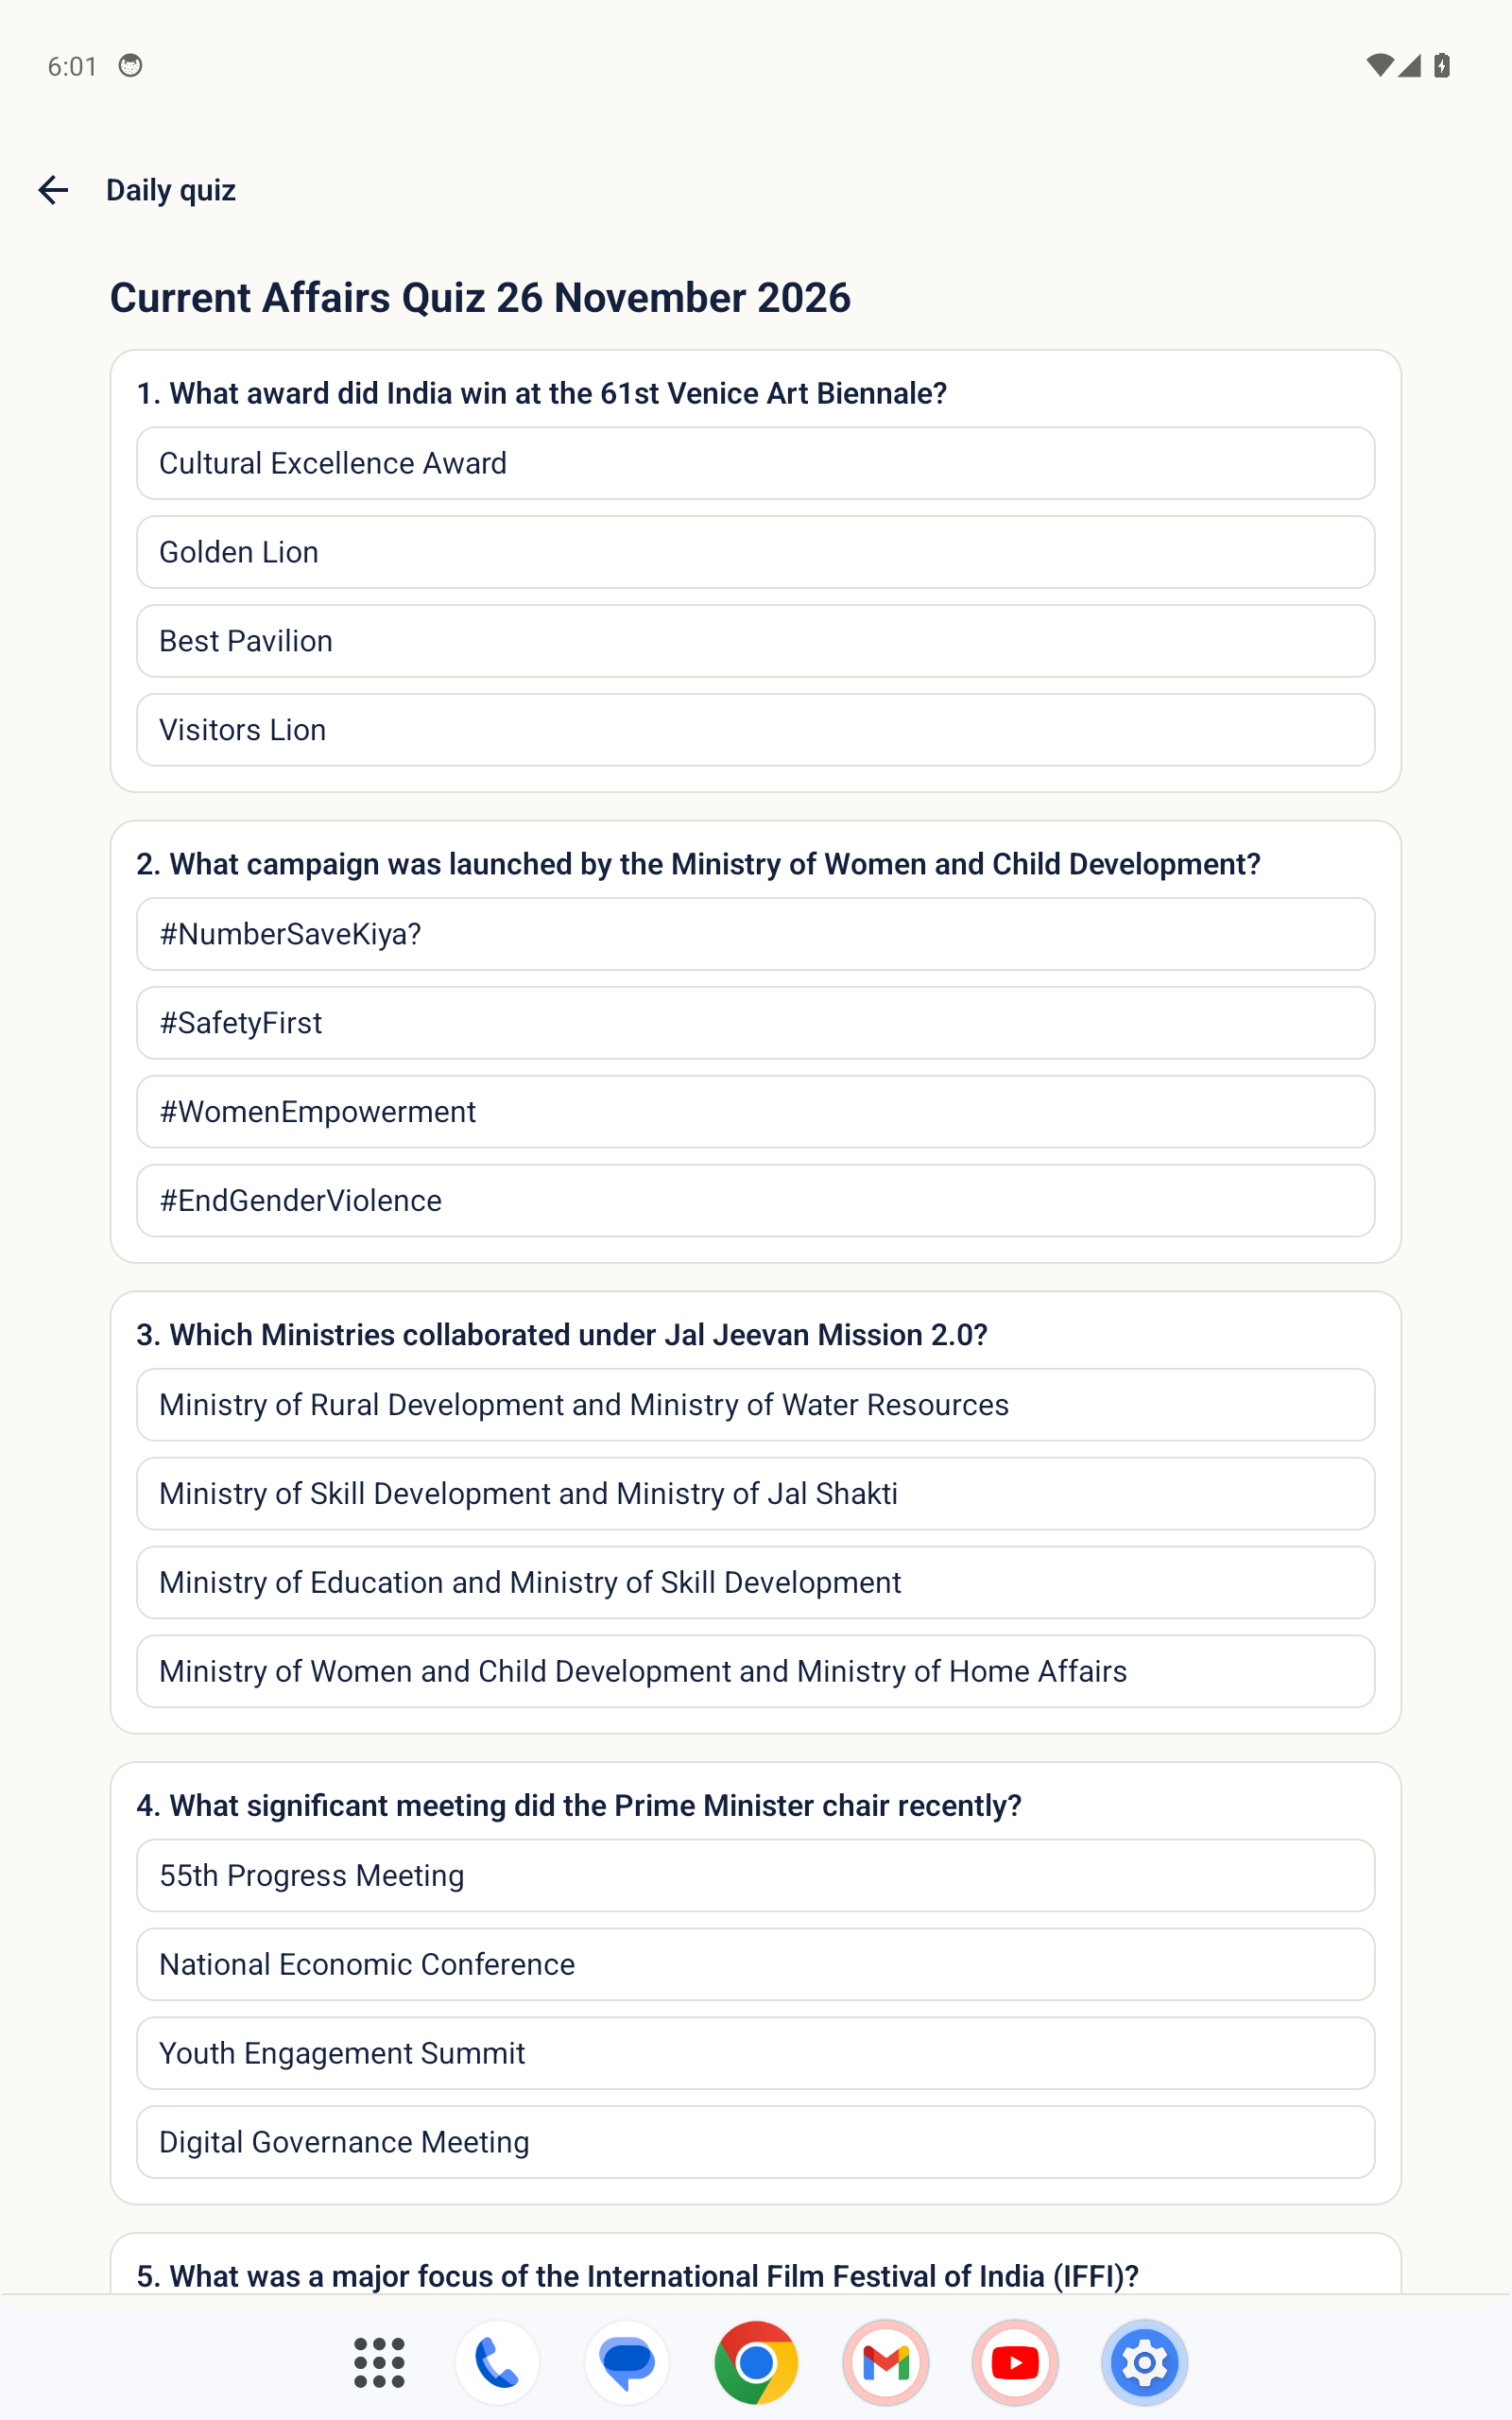 6:01
Daily quiz
Current Affairs Quiz 26 November 2026
1. What award did India win at the 61st Venice Art Biennale?
Cultural Excellence Award
Golden Lion
Best Pavilion
Visitors Lion
2. What campaign was launched by the Ministry of Women and Child Development?
#NumberSaveKiya?
#SafetyFirst
#WomenEmpowerment
#EndGenderViolence
3. Which Ministries collaborated under Jal Jeevan Mission 2.0?
Ministry of Rural Development and Ministry of Water Resources
Ministry of Skill Development and Ministry of Jal Shakti
Ministry of Education and Ministry of Skill Development
Ministry of Women and Child Development and Ministry of Home Affairs
4. What significant meeting did the Prime Minister chair recently?
55th Progress Meeting
National Economic Conference
Youth Engagement Summit
Digital Governance Meeting
5. What was a major focus of the International Film Festival of India (IFFI)?